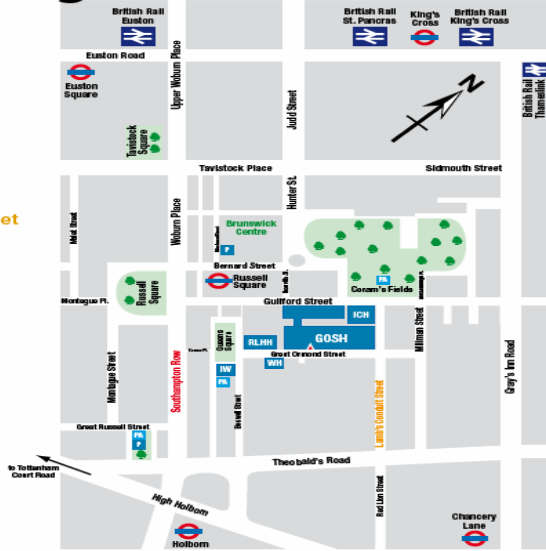 British Rail
Euston
British Rail
St. Pancras
King's
Cross
British Rail
King's Cross
Euston Road
Euston
Square
Upper Woburn Place
Judd Street
N
British Rail
Thameslink
Tavistock
Square
Tavistock Place
Sidmouth Street
Hunter St.
et
Malet Street
Woburn Place
Brunswick
Centre
P
Bernard Street
Russell
Square
Russell
Square
PA
Coram's Fields
Montague Pl.
Guilford Street
ICH
GOSH
RLHH
Queens
Square
Great Ormond Street
WH
IW
PA
Millman Street
Montague Street
Southampton Row
Boswell Street
Lamb's Conduit Street
Gray's Inn Road
Great Russell Street
PA
P
Theobald's Road
to Tottenham
Court Road
High Holborn
Red Lion Street
Holborn
Chancery
Lane